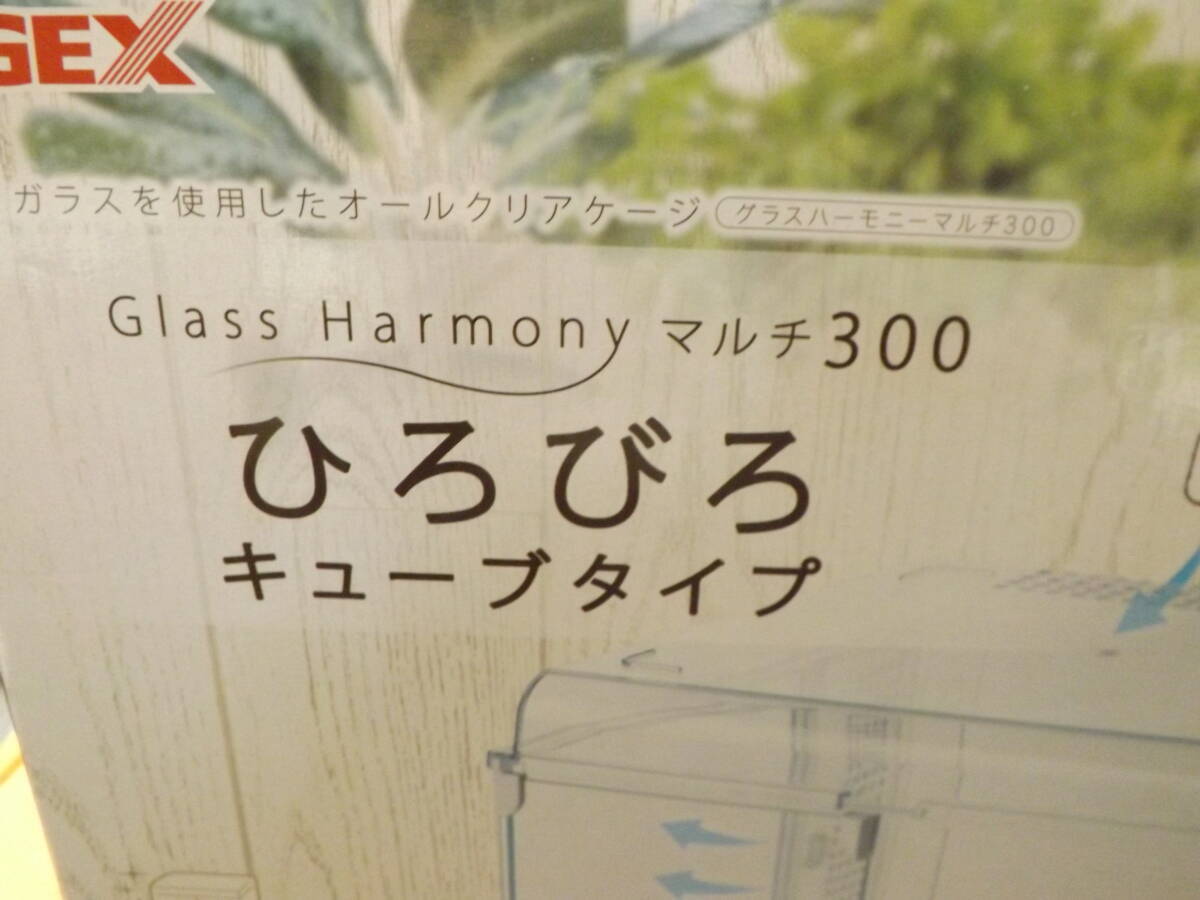 GEX
ガラスを使用したオールクリアケージ グラスハーモニーマルチ300
Glass Harmony マルチ300
ひろびろ
キューブタイプ